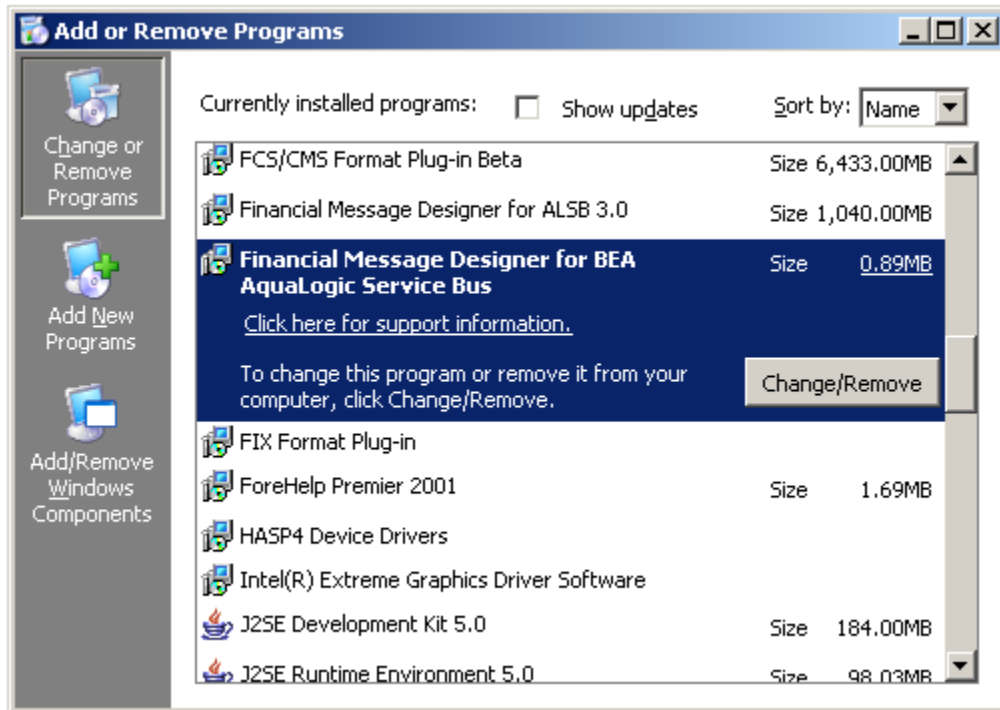 Add or Remove Programs
Change or
Remove
Programs
Add New
Programs
Add/Remove
Windows
Components
Currently installed programs: Show updates Sort by: Name
FCS/CMS Format Plug-in Beta Size 6,433.00MB
Financial Message Designer for ALSB 3.0 Size 1,040.00MB
Financial Message Designer for BEA Size 0.89MB
AquaLogic Service Bus
Click here for support information.
To change this program or remove it from your
computer, click Change/Remove.
Change/Remove
FIX Format Plug-in
ForeHelp Premier 2001 Size 1.69MB
HASP4 Device Drivers
Intel(R) Extreme Graphics Driver Software
J2SE Development Kit 5.0 Size 184.00MB
J2SE Runtime Environment 5.0 Size 98.03MB